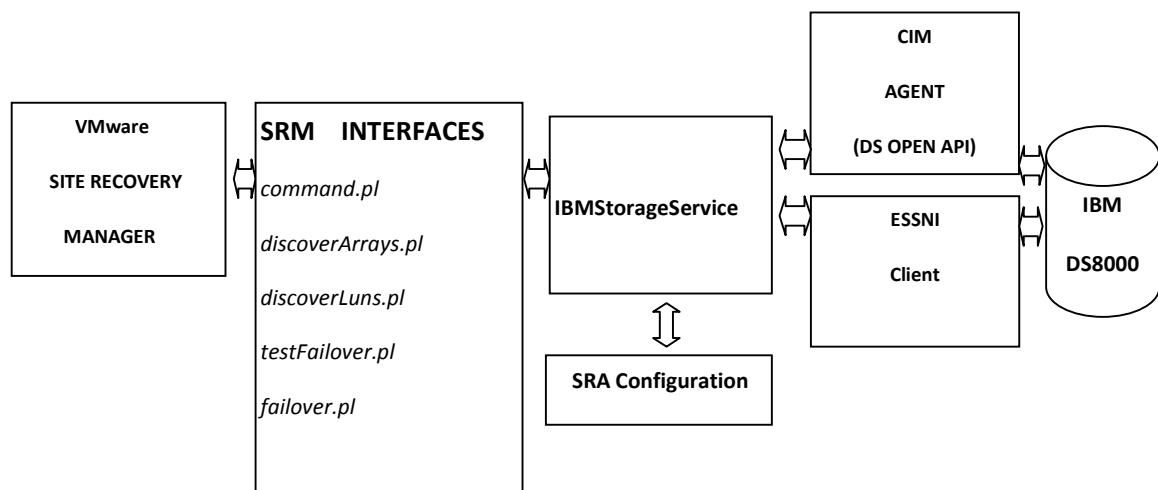 VMware
SITE RECOVERY
MANAGER
SRM INTERFACES
command.pl
discoverArrays.pl
discoverLuns.pl
testFailover.pl
failover.pl
IBMStorageService
SRA Configuration
CIM
AGENT
(DS OPEN API)
ESSNI
Client
IBM
DS8000